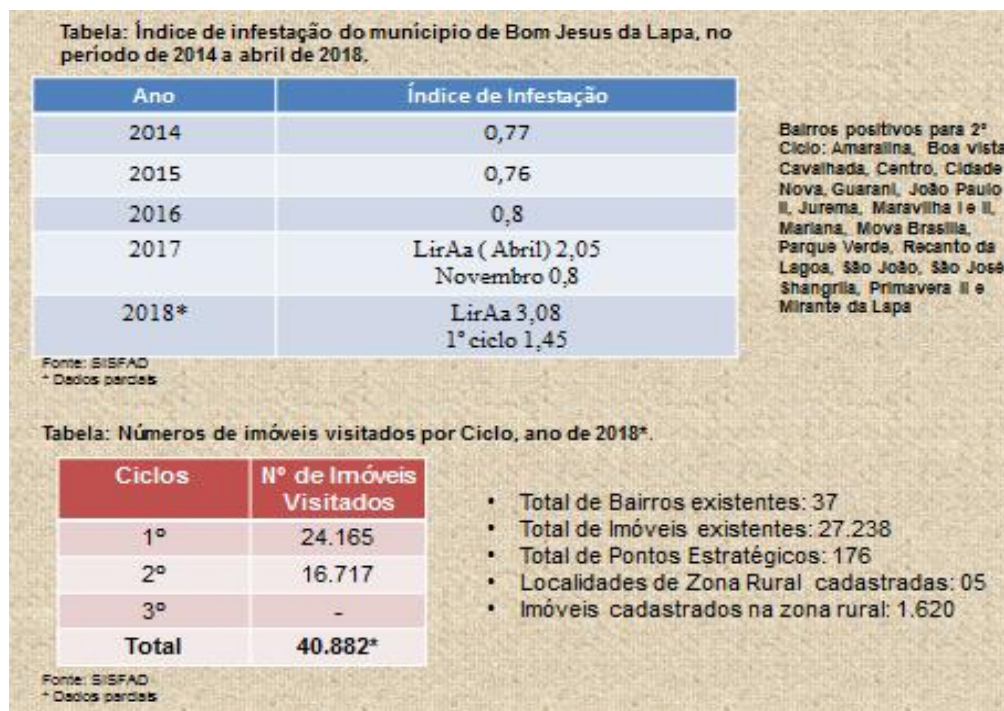 Tabela: Índice de infestação do município de Bom Jesus da Lapa, no
período de 2014 a abril de 2018.
Ano Índice de Infestação
2014 0,77
2015 0,76
2016 0,8
2017 LirAa ( Abril) 2,05
Novembro 0,8
2018* LirAa 3,08
1º ciclo 1,45
Fonte: SISFAD
* Dados parciais
Bairros positivos para 2º
Ciclo: Amaralina, Boa vista
Cavalhada, Centro, Cidade
Nova, Guarani, João Paulo
II, Jurema, Maravilha I e II,
Mariana, Mova Brasilia,
Parque Verde, Recanto da
Lagoa, São João, São José
Shangrila, Primavera II e
Mirante da Lapa
Tabela: Números de imóveis visitados por Ciclo, ano de 2018*.
Ciclos Nº de Imóveis
Visitados
1º 24.165
2º 16.717
3º -
Total 40.882*
Fonte: SISFAD
* Dados parciais
• Total de Bairros existentes: 37
• Total de Imóveis existentes: 27.238
• Total de Pontos Estratégicos: 176
• Localidades de Zona Rural cadastradas: 05
• Imóveis cadastrados na zona rural: 1.620